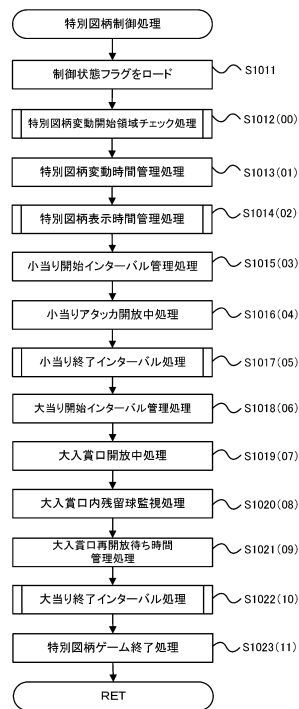 特別図柄制御処理
制御状態フラグをロード
S1011
特別図柄変動開始領域チェック処理
S1012(00)
特別図柄変動時間管理処理
S1013(01)
特別図柄表示時間管理処理
S1014(02)
小当り開始インターバル管理処理
S1015(03)
小当りアタッカ開放中処理
S1016(04)
小当り終了インターバル処理
S1017(05)
大当り開始インターバル管理処理
S1018(06)
大入賞口開放中処理
S1019(07)
大入賞口内残留球監視処理
S1020(08)
大入賞口再開放待ち時間
管理処理
S1021(09)
大当り終了インターバル処理
S1022(10)
特別図柄ゲーム終了処理
S1023(11)
RET